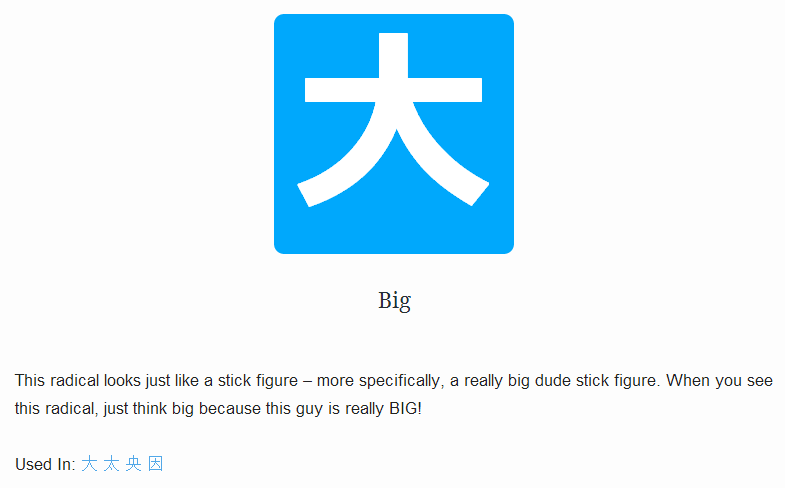 大
Big
This radical looks just like a stick figure – more specifically, a really big dude stick figure. When you see
this radical, just think big because this guy is really BIG!
Used In: 大 太 央 因